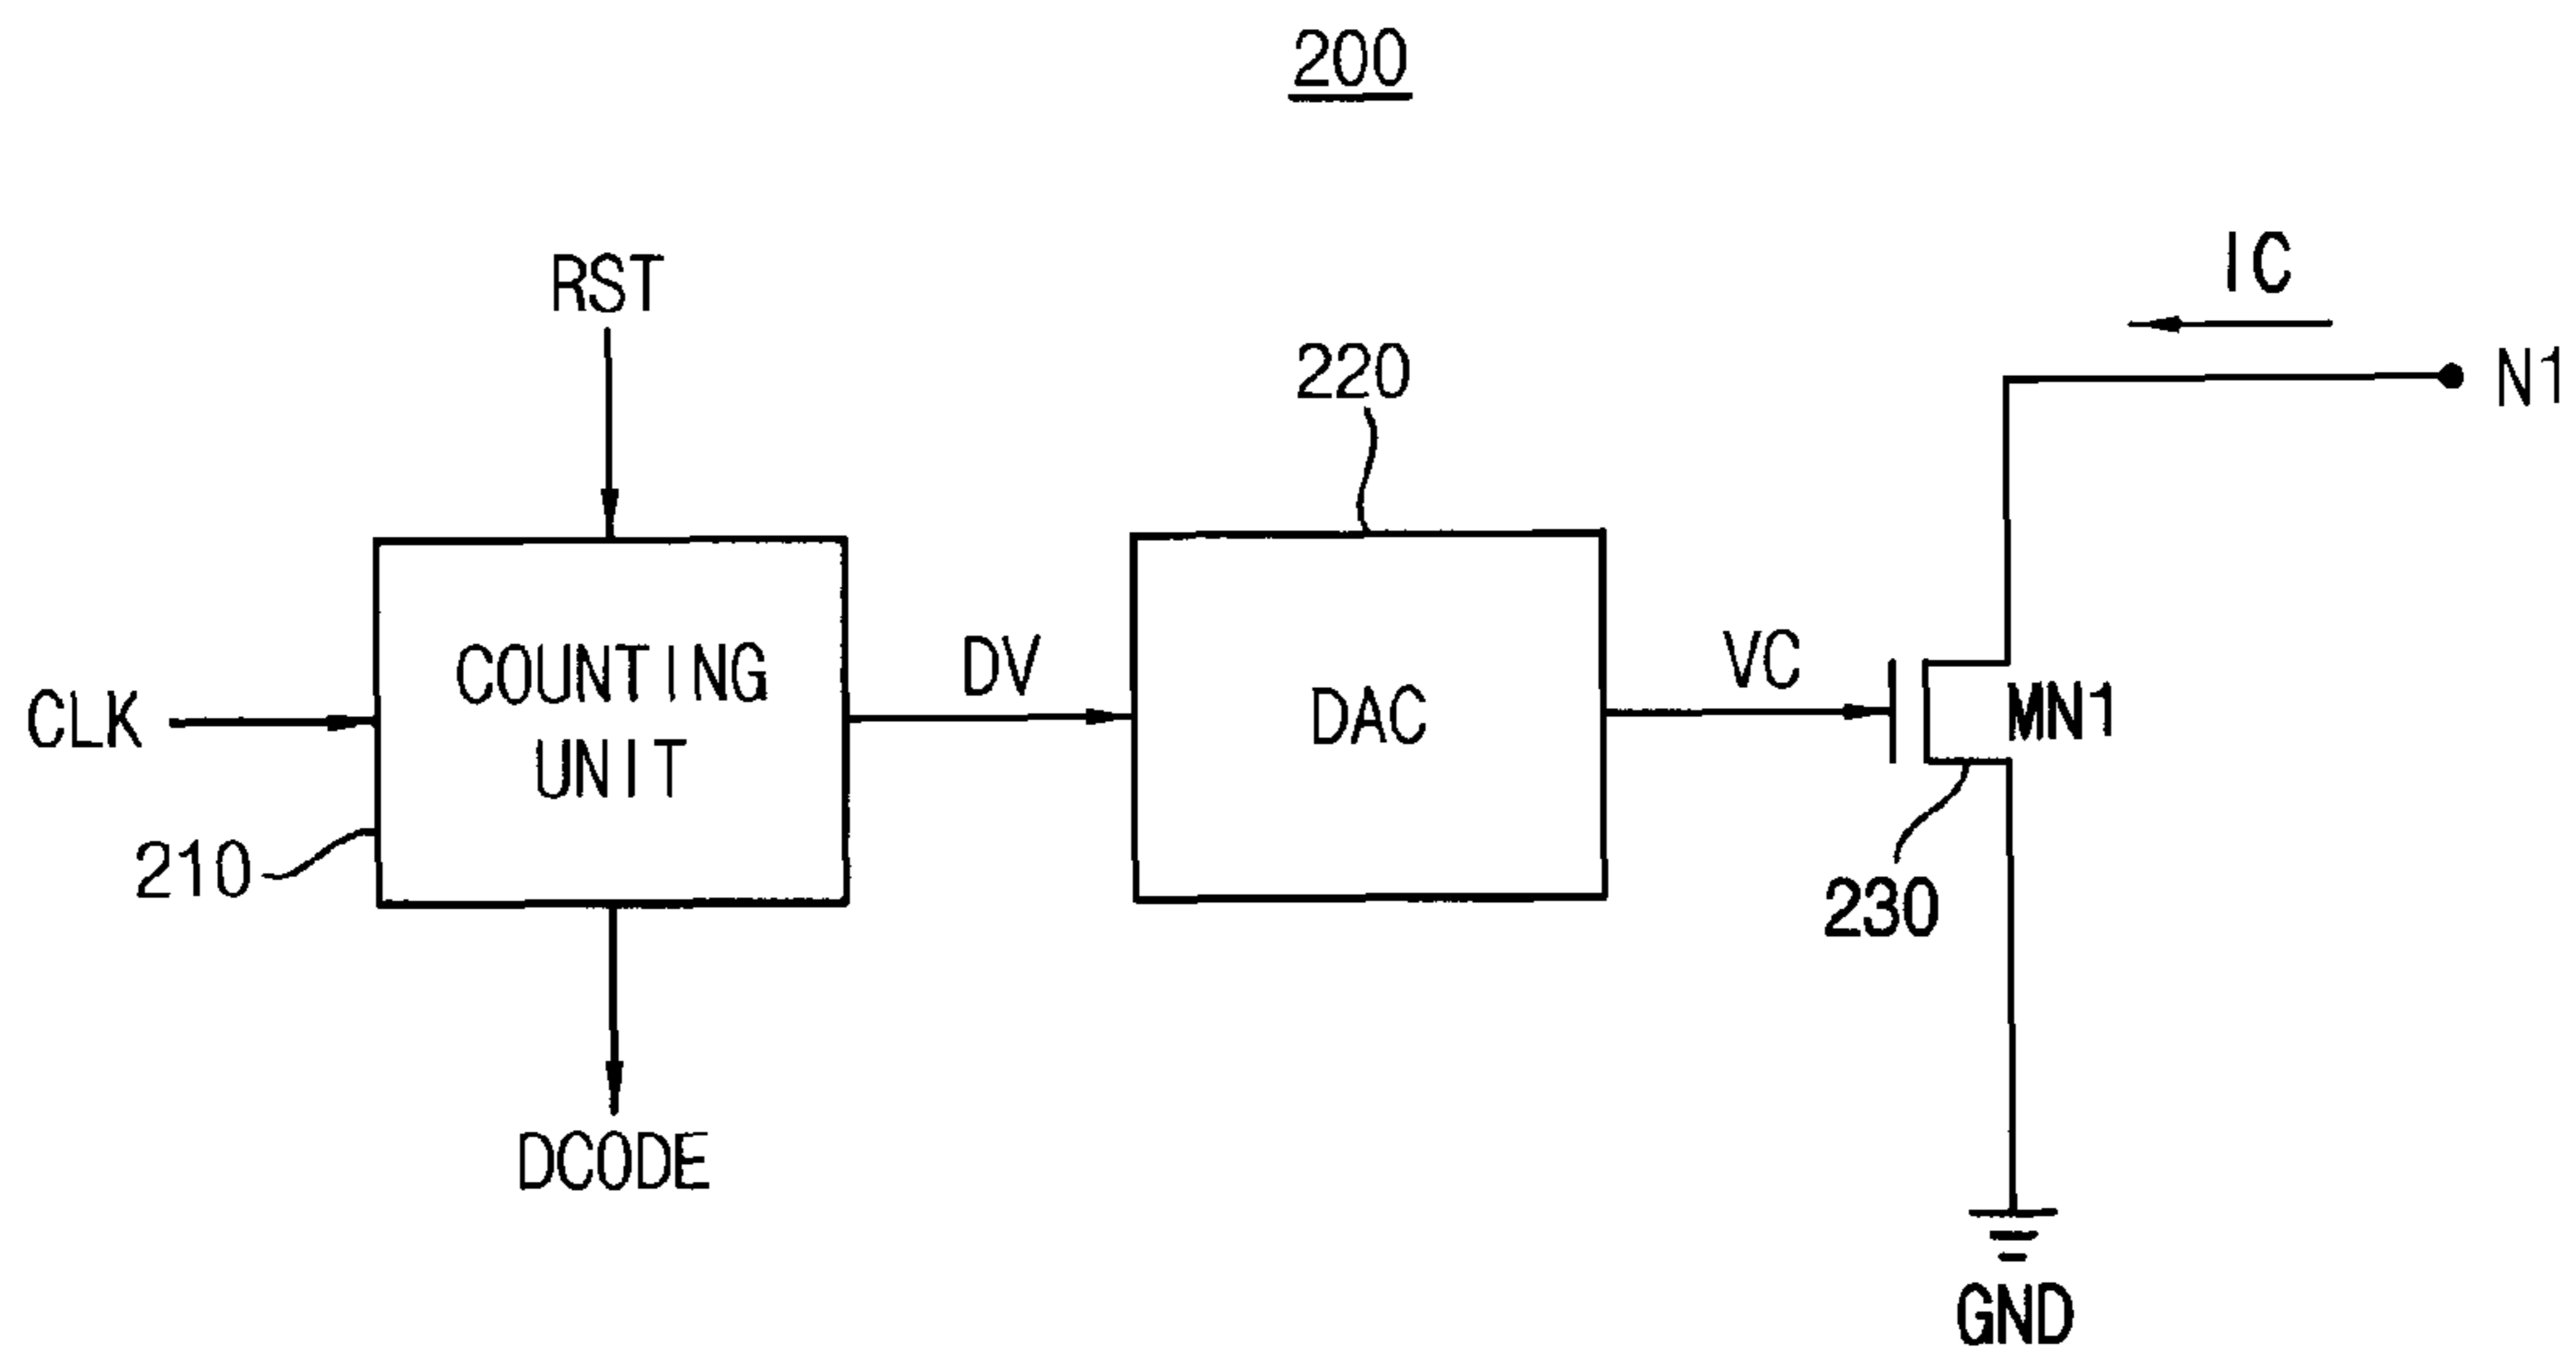 200
IC
RST
220
N1
DV
VC
COUNTING
UNIT
DAC
MN1
CLK
210
230
DCODE
GND